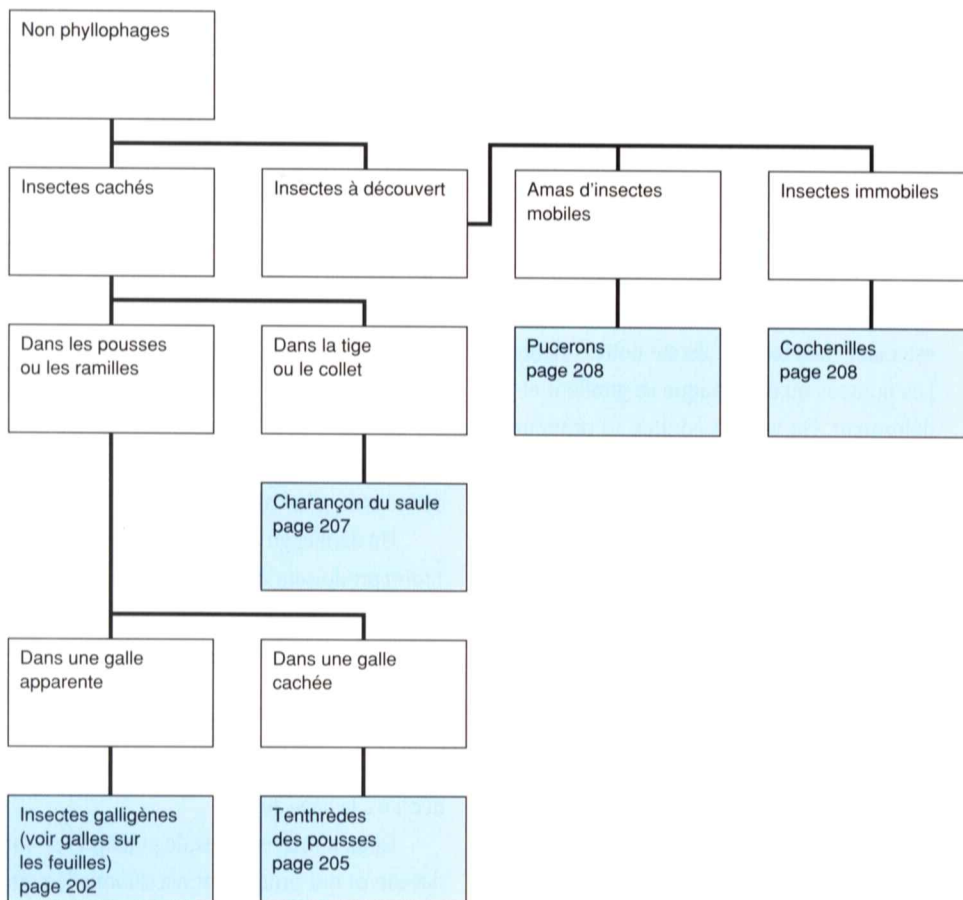 Non phyllophages
Insectes cachés
Insectes à découvert
Amas d'insectes
mobiles
Insectes immobiles
Dans les pousses
ou les ramilles
Dans la tige
ou le collet
Pucerons
page 208
Cochenilles
page 208
Charançon du saule
page 207
Dans une galle
apparente
Dans une galle
cachée
Insectes galligènes
(voir galles sur
les feuilles)
page 202
Tenthrèdes
des pousses
page 205